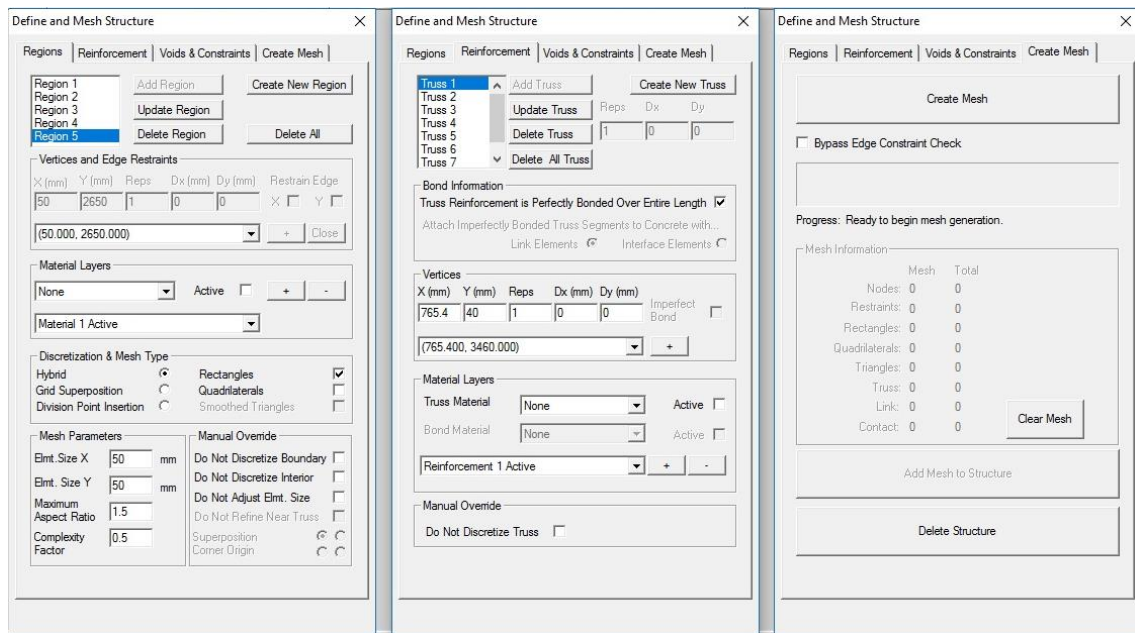 Define and Mesh Structure
Regions Reinforcement Voids & Constraints Create Mesh
Region 1
Region 2
Region 3
Region 4
Region 5
Add Region Create New Region
Update Region
Delete Region Delete All
Vertices and Edge Restraints
X (mm) Y (mm) Reps Dx (mm) Dy (mm) Restrain Edge
50 2650 1 0 0 X Y
(50.000, 2650.000) + Close
Material Layers
None Active + -
Material 1 Active
Discretization & Mesh Type
Hybrid Rectangles
Grid Superposition Quadrilaterals
Division Point Insertion Smoothed Triangles
Mesh Parameters
Elmt.Size X 50 mm
Elmt. Size Y 50 mm
Maximum
Aspect Ratio 1.5
Complexity
Factor 0.5
Manual Override
Do Not Discretize Boundary
Do Not Discretize Interior
Do Not Adjust Elmt. Size
Do Not Refine Near Truss
Superposition
Corner Origin
Define and Mesh Structure
Regions Reinforcement Voids & Constraints Create Mesh
Truss 1
Truss 2
Truss 3
Truss 4
Truss 5
Truss 6
Truss 7
Add Truss Create New Truss
Update Truss Reps Dx Dy
Delete Truss 1 0 0
Delete All Truss
Bond Information
Truss Reinforcement is Perfectly Bonded Over Entire Length
Attach Imperfectly Bonded Truss Segments to Concrete with...
Link Elements Interface Elements
Vertices
X (mm) Y (mm) Reps Dx (mm) Dy (mm)
765.4 40 1 0 0 Imperfect
Bond
(765.400, 3460.000) +
Material Layers
Truss Material None Active
Bond Material None Active
Reinforcement 1 Active + -
Manual Override
Do Not Discretize Truss
Define and Mesh Structure
Regions Reinforcement Voids & Constraints Create Mesh
Create Mesh
Bypass Edge Constraint Check
Progress: Ready to begin mesh generation.
Mesh Information
Mesh Total
Nodes: 0 0
Restraints: 0 0
Rectangles: 0 0
Quadrilaterals: 0 0
Triangles: 0 0
Truss: 0 0
Link: 0 0
Contact: 0 0
Clear Mesh
Add Mesh to Structure
Delete Structure